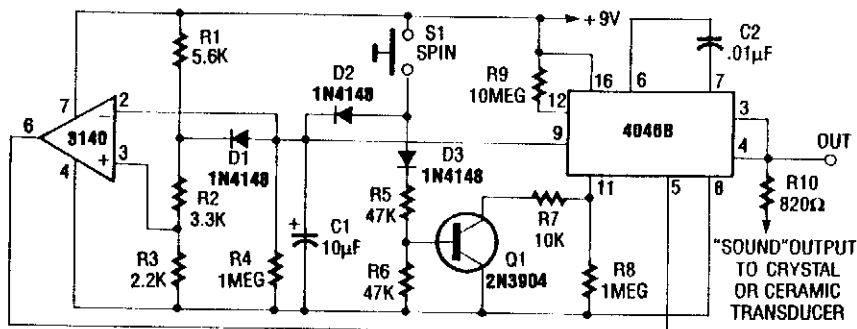 + 9V
R1
5.6K
S1
SPIN
C2
.01µF
D2
1N4148
R9
10MEG
16
6
7
7
2
12
3
6
3140
–
+
9
4046B
OUT
3
4
D1
1N4148
D3
1N4148
4
11
5
8
R2
3.3K
R5
47K
R7
10K
R10
820Ω
+
C1
10µF
R3
2.2K
R4
1MEG
R6
47K
Q1
2N3904
R8
1MEG
"SOUND" OUTPUT
TO CRYSTAL
OR CERAMIC
TRANSDUCER